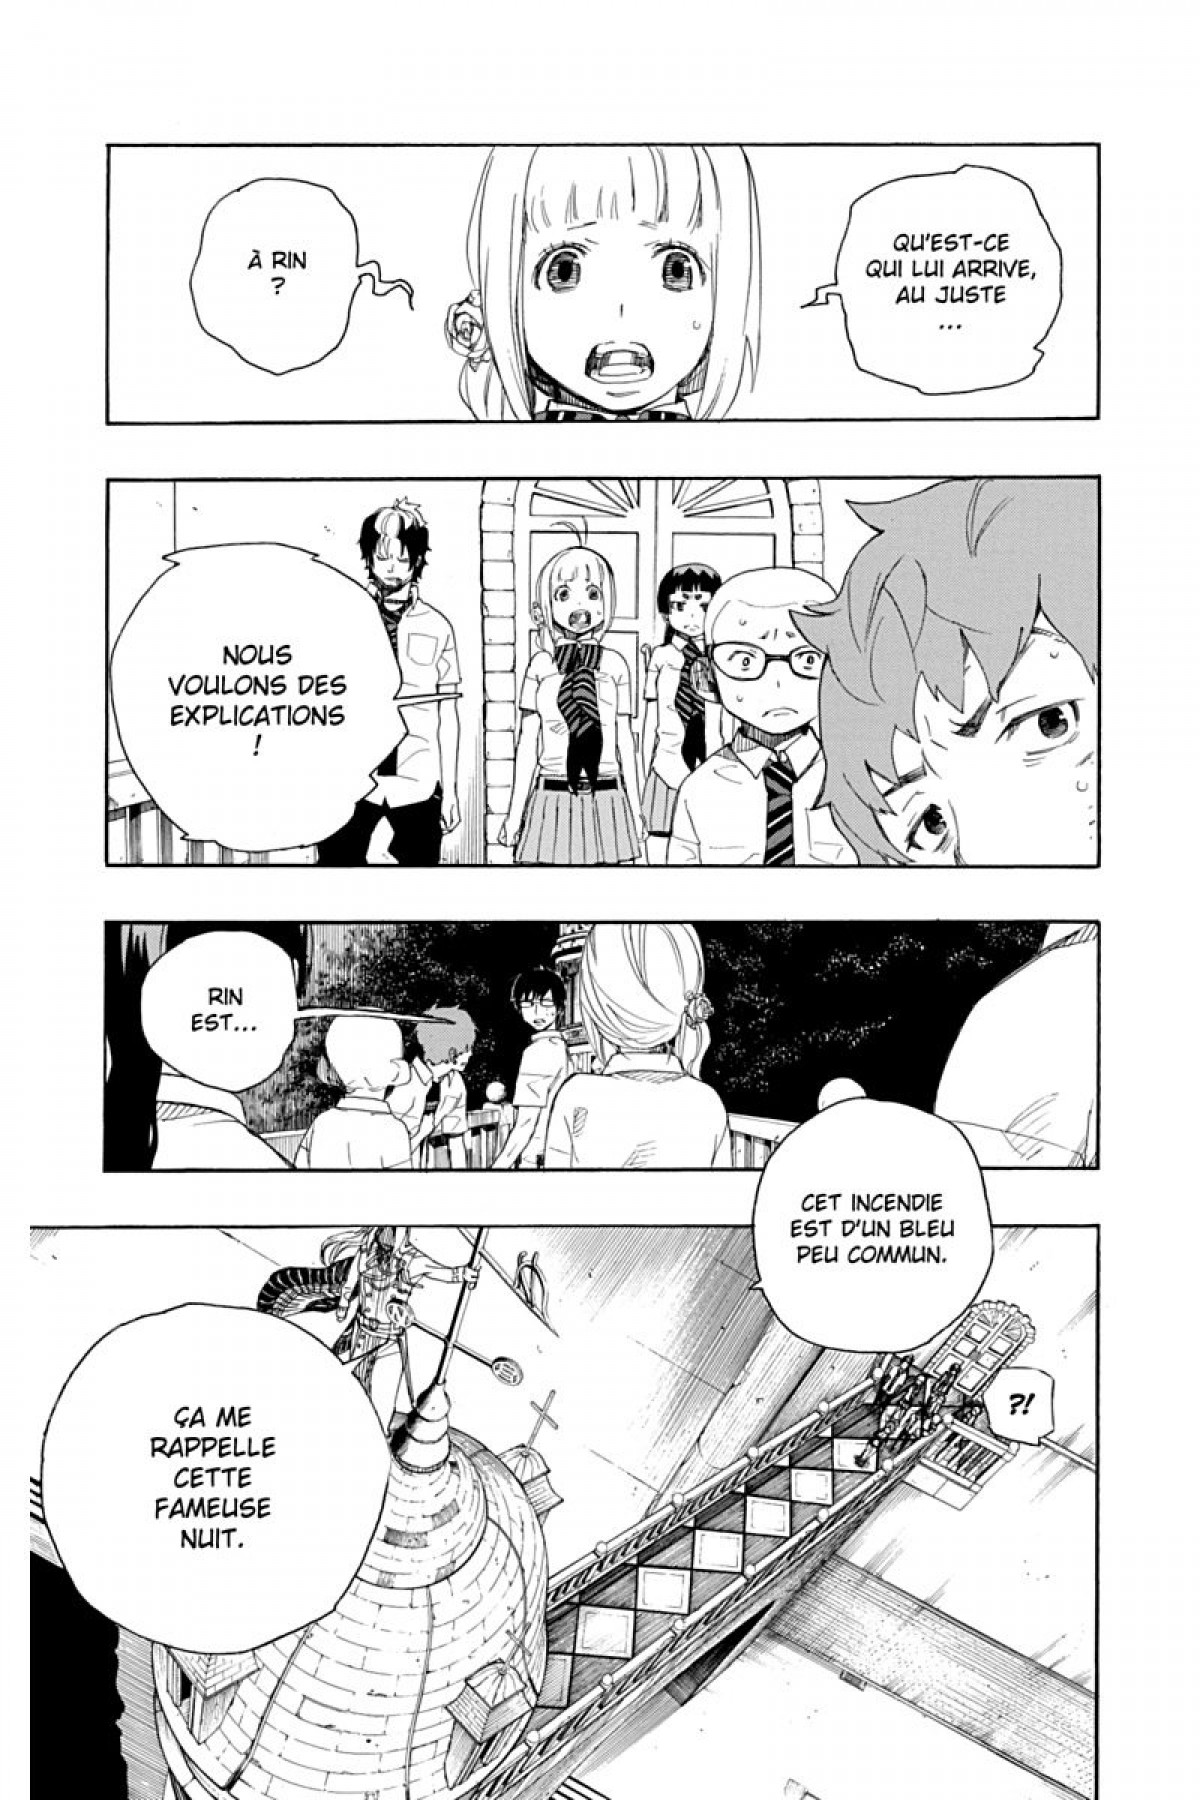 QU'EST-CE
QUI LUI ARRIVE,
AU JUSTE
...
À RIN
?
NOUS
VOULONS DES
EXPLICATIONS
!
RIN
EST...
CET INCENDIE
EST D'UN BLEU
PEU COMMUN.
?!
ÇA ME
RAPPELLE
CETTE
FAMEUSE
NUIT.